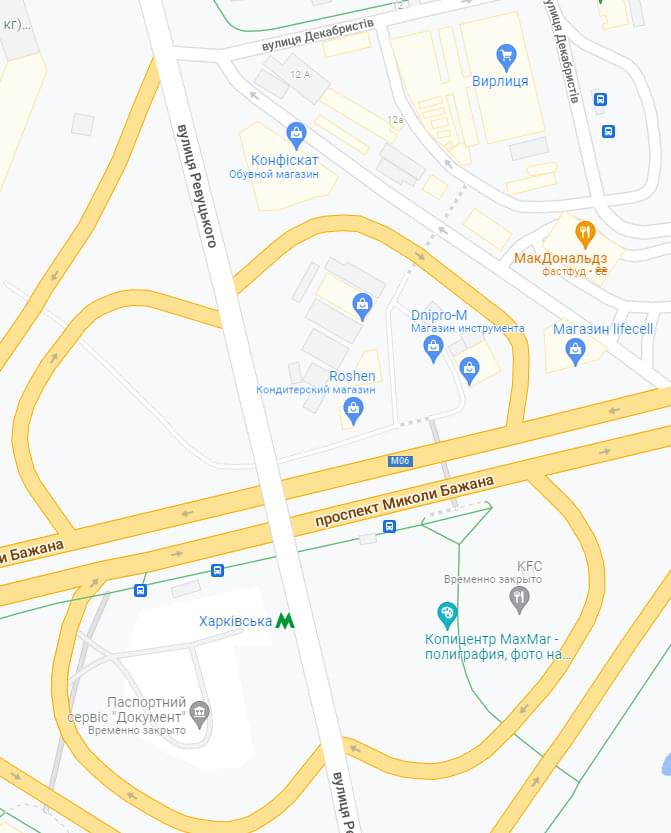 кг)...
12
вулиця Декабристів
вулиця Декабристів
12 А
Вирлиця
12а
вулиця Ревуцького
Конфіскат
Обувной магазин
МакДональдз
фастфуд • ₴₴
Dnipro-M
Магазин инструмента
Магазин lifecell
Roshen
Кондитерский магазин
M06
проспект Миколи Бажана
и Бажана
KFC
Временно закрыто
Харківська
Копицентр MaxMar -
полиграфия, фото на...
Паспортний
сервіс "Документ"
Временно закрыто
вулиця Ре